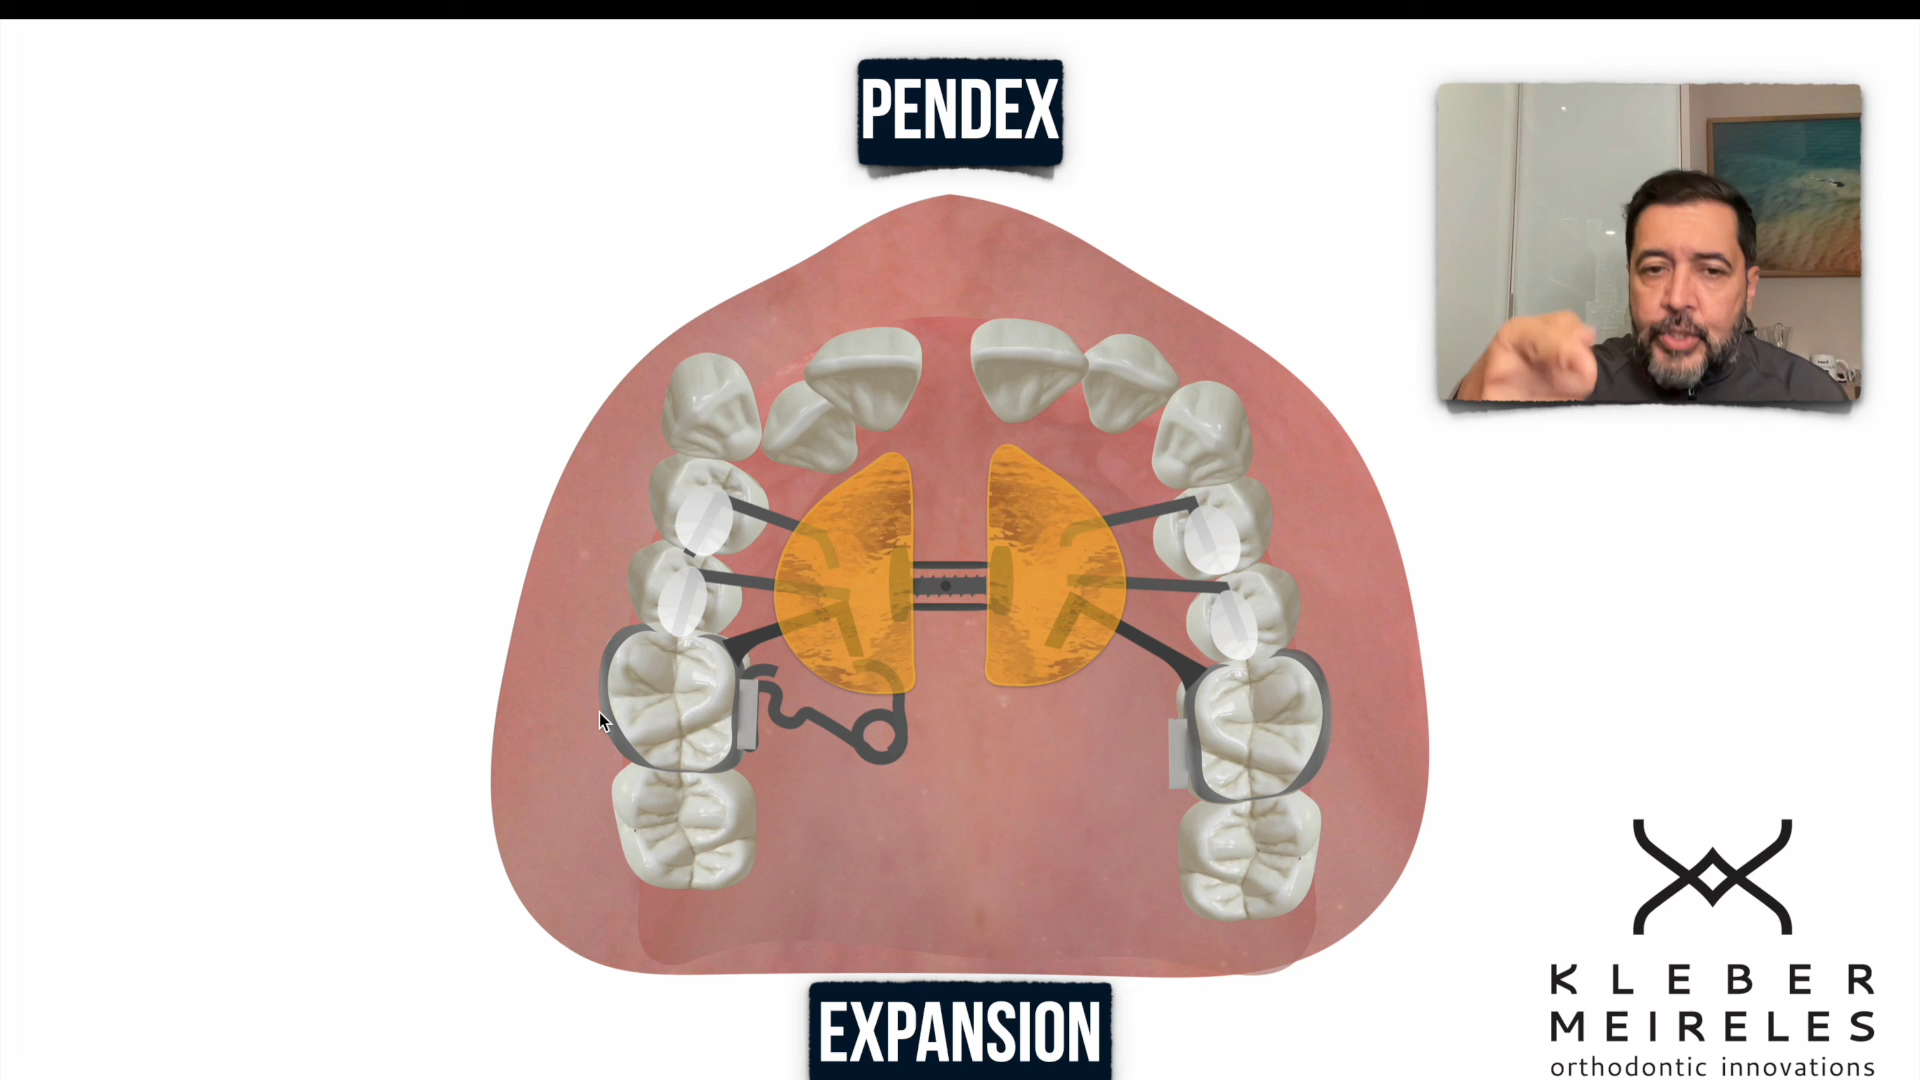 PENDEX
EXPANSION
KLEBER
MEIRELES
orthodontic innovations